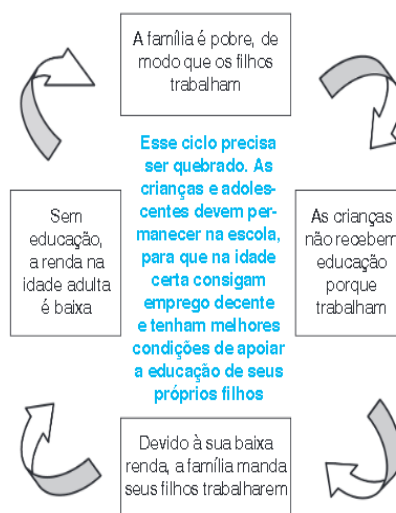 A família é pobre, de
modo que os filhos
trabalham
Esse ciclo precisa
ser quebrado. As
crianças e adoles-
centes devem per-
manecer na escola,
para que na idade
certa consigam
emprego decente
e tenham melhores
condições de apoiar
a educação de seus
próprios filhos
Sem
educação,
a renda na
idade adulta
é baixa
As crianças
não recebem
educação
porque
trabalham
Devido à sua baixa
renda, a família manda
seus filhos trabalharem